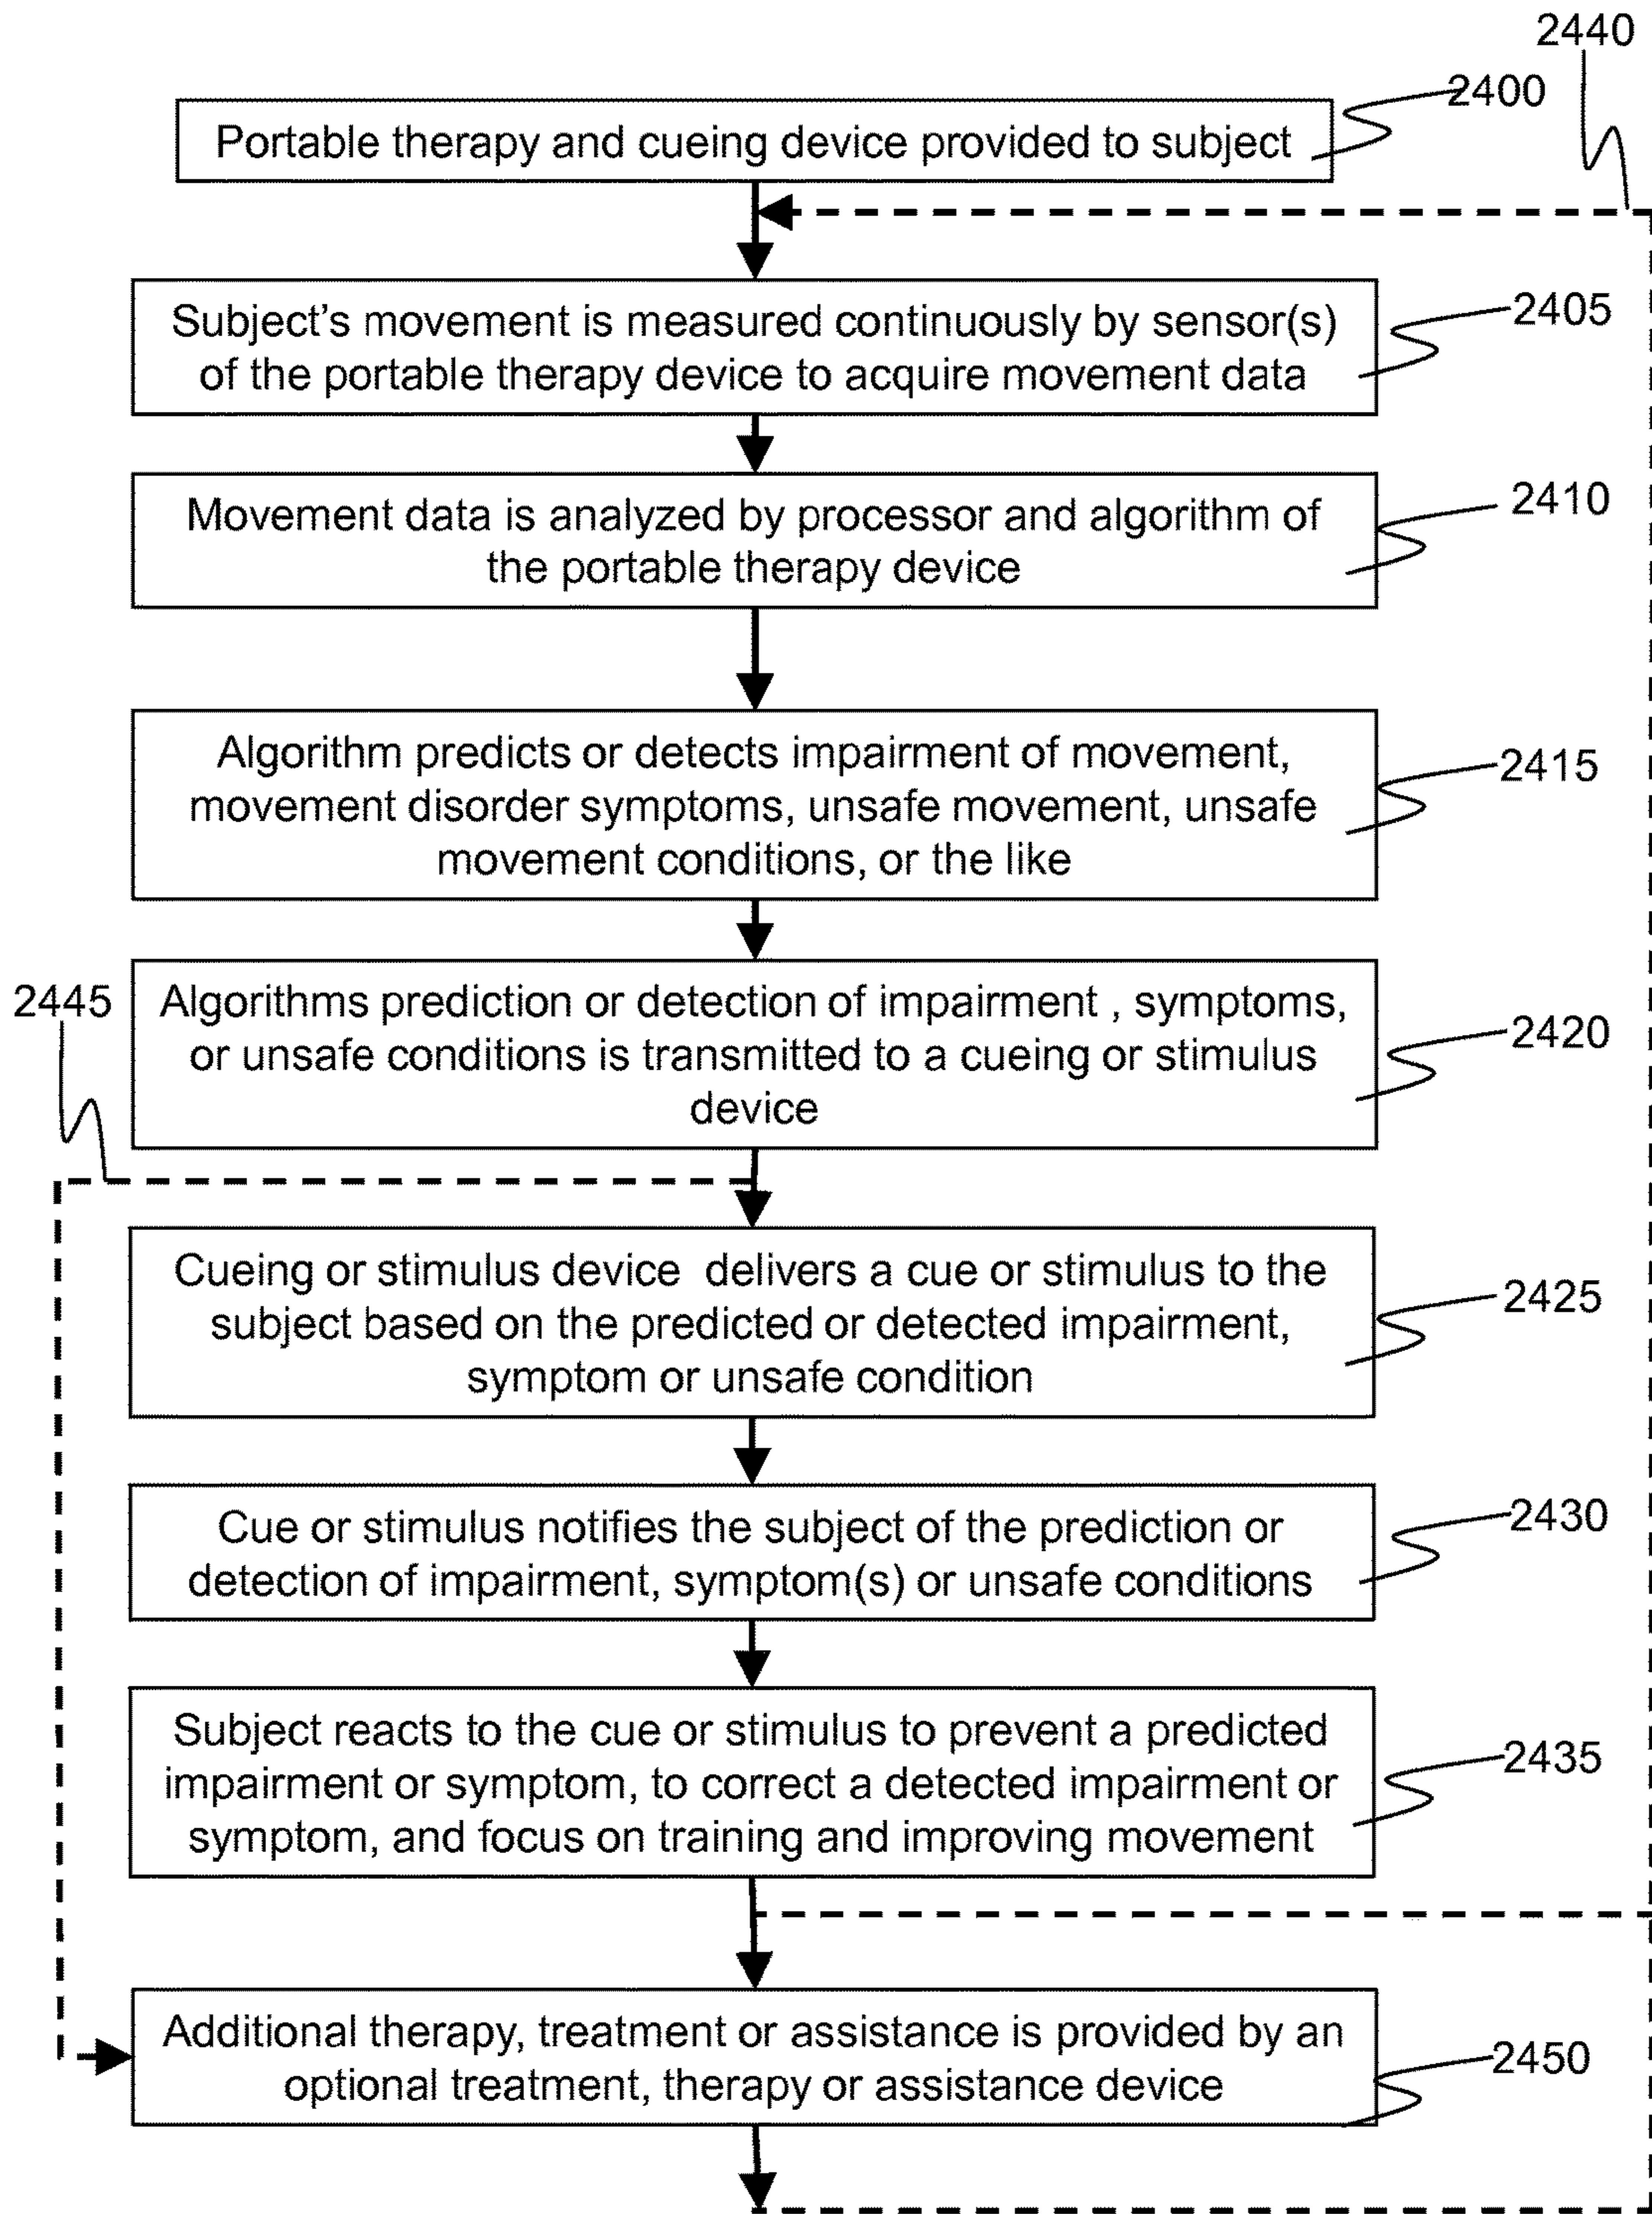 2440
2400
Portable therapy and cueing device provided to subject
2405
Subject's movement is measured continuously by sensor(s)
of the portable therapy device to acquire movement data
2410
Movement data is analyzed by processor and algorithm of
the portable therapy device
Algorithm predicts or detects impairment of movement,
2415
movement disorder symptoms, unsafe movement, unsafe
movement conditions, or the like
2445
Algorithms prediction or detection of impairment , symptoms,
2420
or unsafe conditions is transmitted to a cueing or stimulus
device
Cueing or stimulus device  delivers a cue or stimulus to the
2425
subject based on the predicted or detected impairment,
symptom or unsafe condition
2430
Cue or stimulus notifies the subject of the prediction or
detection of impairment, symptom(s) or unsafe conditions
Subject reacts to the cue or stimulus to prevent a predicted
2435
impairment or symptom, to correct a detected impairment or
symptom, and focus on training and improving movement
Additional therapy, treatment or assistance is provided by an
2450
optional treatment, therapy or assistance device